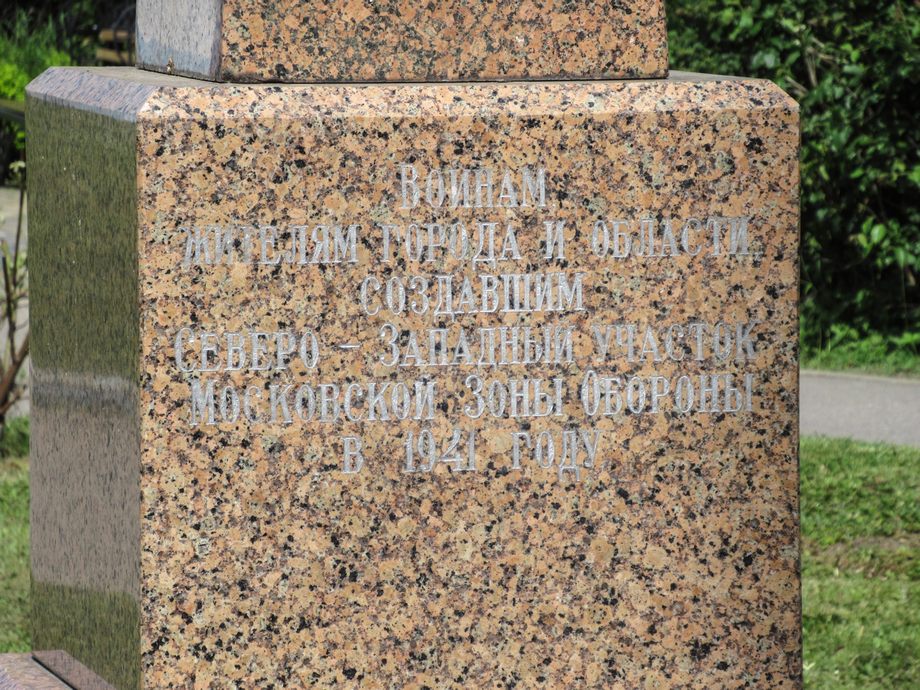 Воинам,
жителям города и области,
создавшим
Северо - Западный участок
Московской Зоны Обороны
в 1941 году